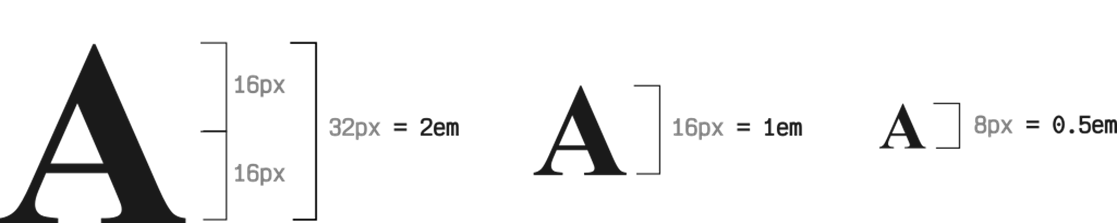 A
16px
16px
32px = 2em
A
16px = 1em
A
8px = 0.5em